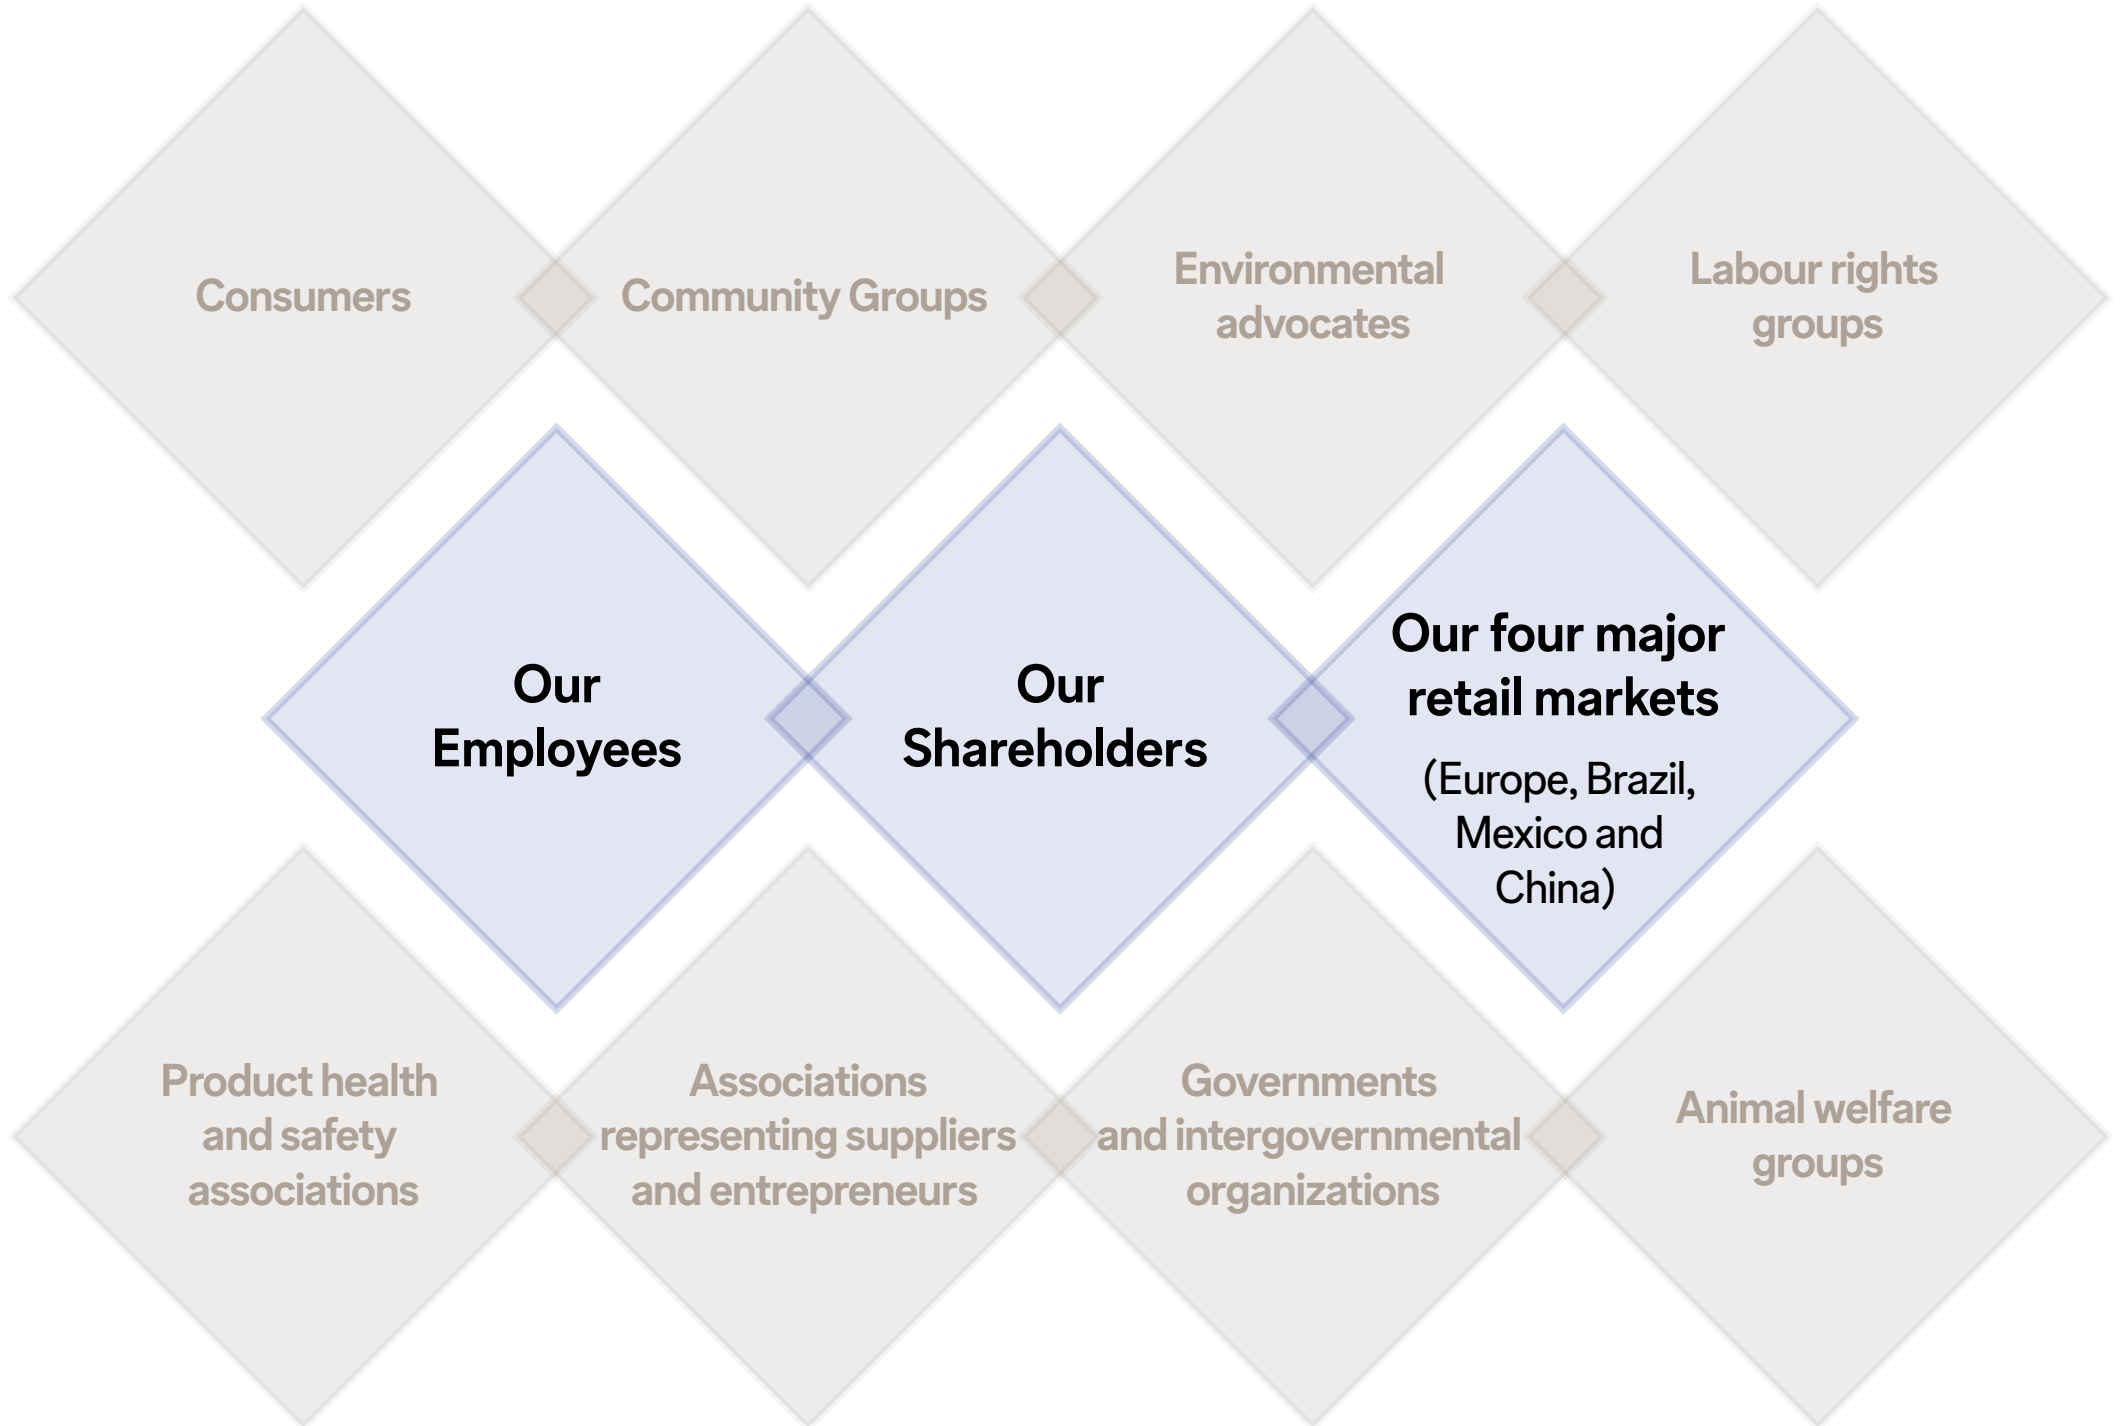 Consumers
Community Groups
Environmental
advocates
Labour rights
groups
Our
Employees
Our
Shareholders
Our four major
retail markets
(Europe, Brazil,
Mexico and
China)
Product health
and safety
associations
Associations
representing suppliers
and entrepreneurs
Governments
and intergovernmental
organizations
Animal welfare
groups